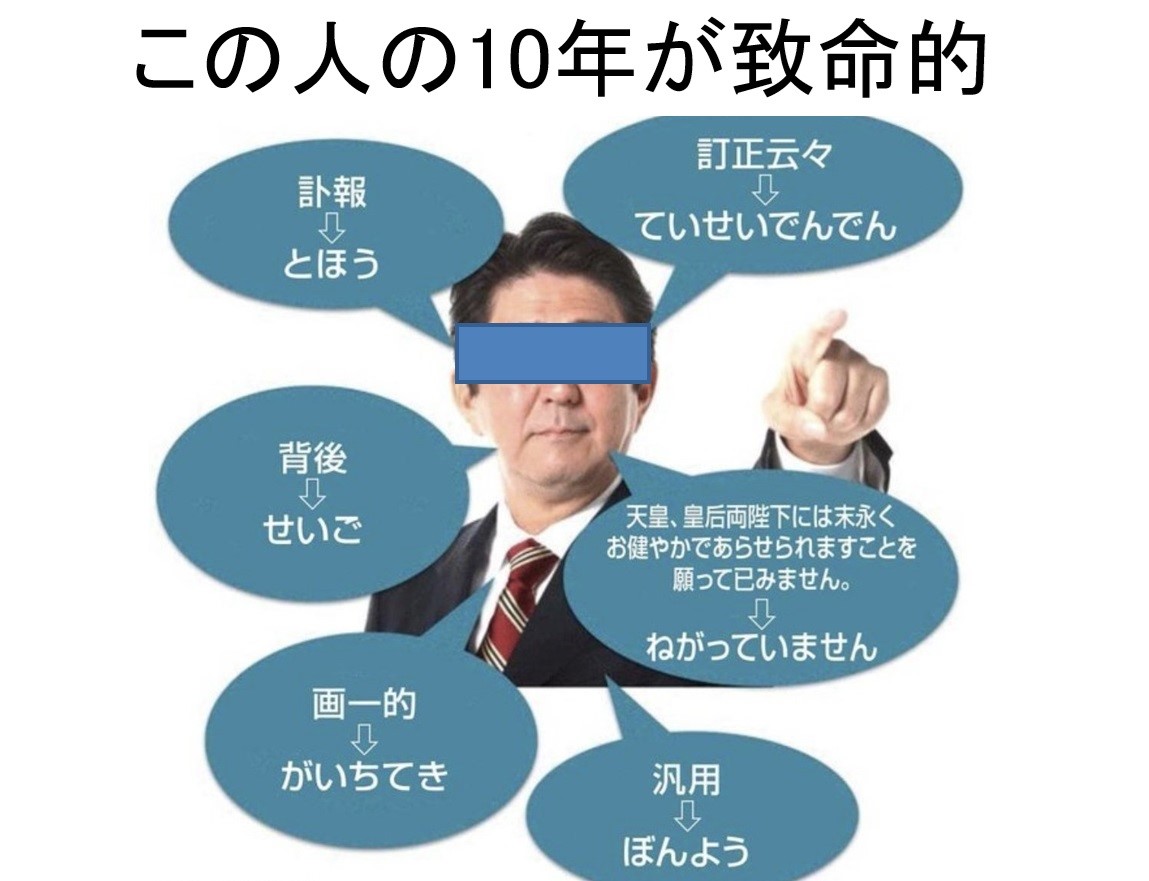 この人の10年が致命的
訃報
⇩
とほう
訂正云々
⇩
ていせいでんでん
背後
⇩
せいご
天皇、皇后両陛下には末永く
お健やかであらせられますことを
願って已みません。
⇩
ねがっていません
画一的
⇩
がいちてき
汎用
⇩
ぼんよう